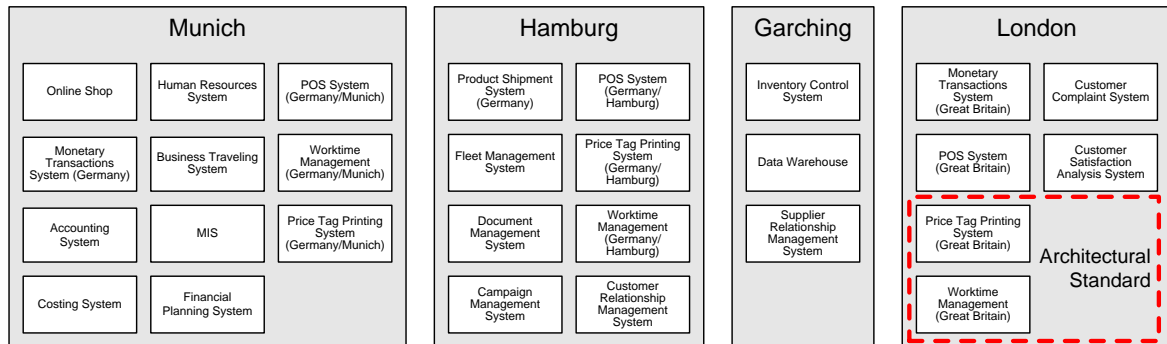 Munich
Online Shop
Human Resources
System
POS System
(Germany/Munich)
Monetary
Transactions
System (Germany)
Business Traveling
System
Worktime
Management
(Germany/Munich)
Accounting
System
MIS
Price Tag Printing
System
(Germany/Munich)
Costing System
Financial
Planning System
Hamburg
Product Shipment
System
(Germany)
POS System
(Germany/
Hamburg)
Fleet Management
System
Price Tag Printing
System
(Germany/
Hamburg)
Document
Management
System
Worktime
Management
(Germany/
Hamburg)
Campaign
Management
System
Customer
Relationship
Management
System
Garching
Inventory Control
System
Data Warehouse
Supplier
Relationship
Management
System
London
Monetary
Transactions
System
(Great Britain)
Customer
Complaint System
POS System
(Great Britain)
Customer
Satisfaction
Analysis System
Price Tag Printing
System
(Great Britain)
Architectural
Standard
Worktime
Management
(Great Britain)